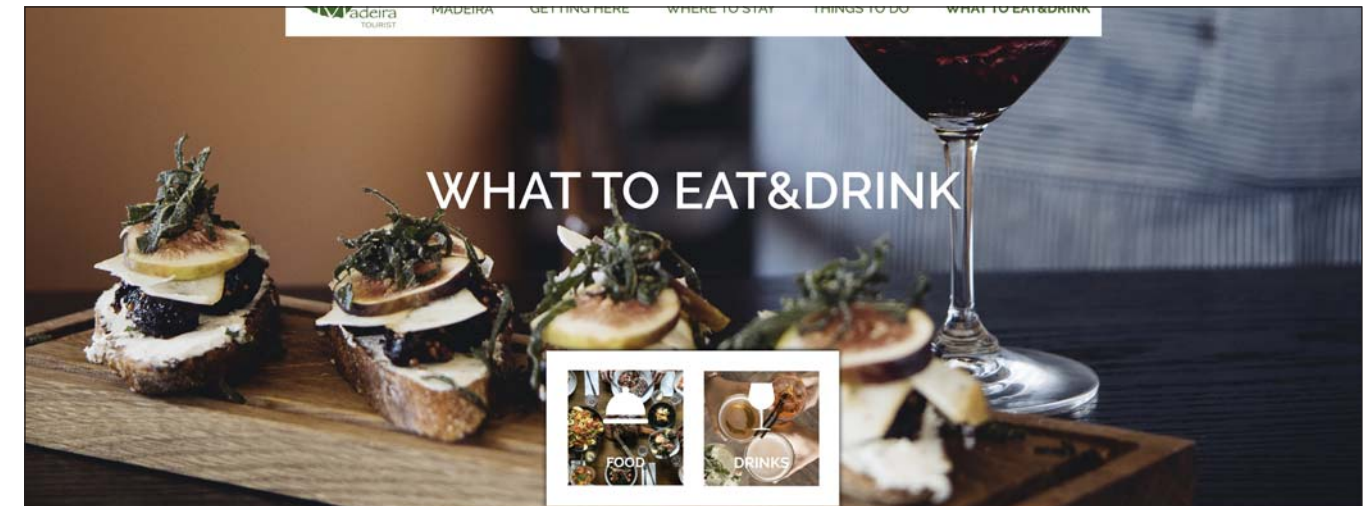 Madeira
TOURIST
MADEIRA GETTING HERE WHERE TO STAY THINGS TO DO WHAT TO EAT&DRINK
WHAT TO EAT&DRINK
FOOD
DRINKS